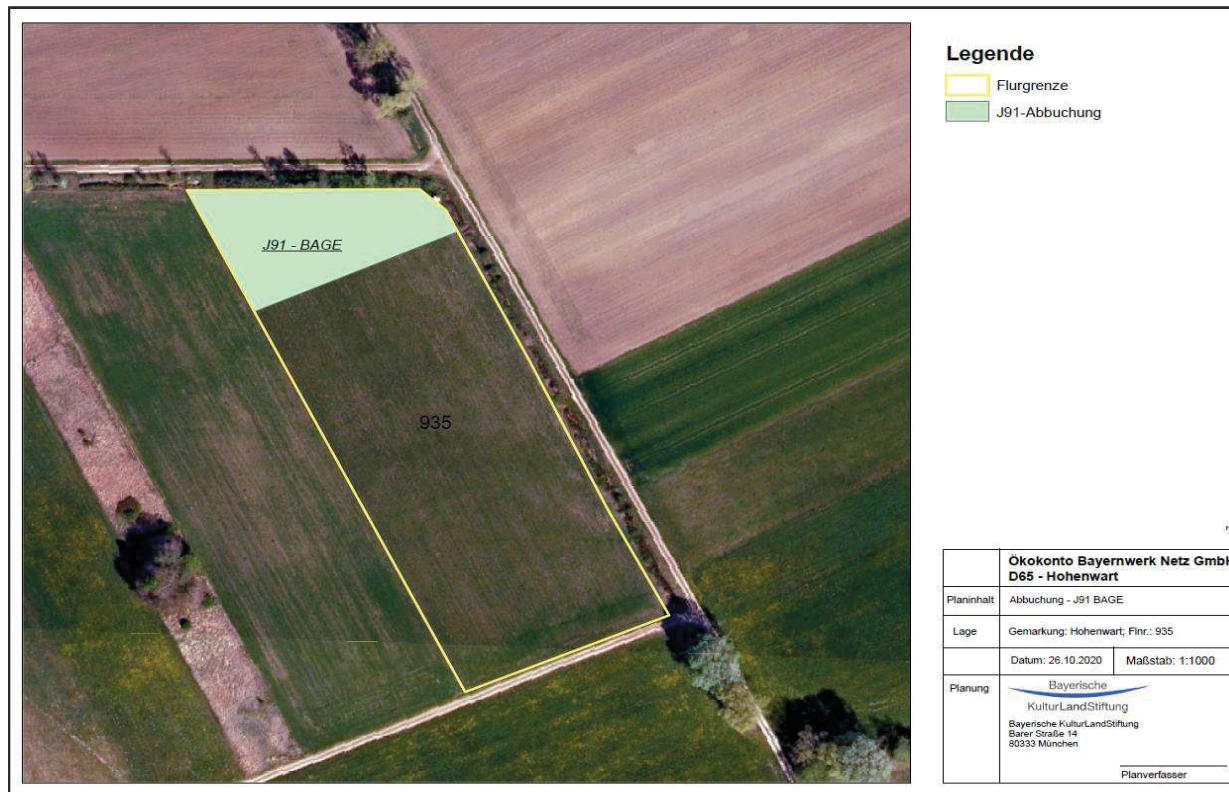 Legende
Flurgrenze
J91-Abbuchung
J91 - BAGE
935
Ökokonto Bayernwerk Netz GmbH
D65 - Hohenwart
Planinhalt
Abbuchung - J91 BAGE
Lage
Gemarkung: Hohenwart; Flnr.: 935
Datum: 26.10.2020
Maßstab: 1:1000
Planung
Bayerische
KulturLandStiftung
Bayerische KulturLandStiftung
Barer Straße 14
80333 München
Planverfasser